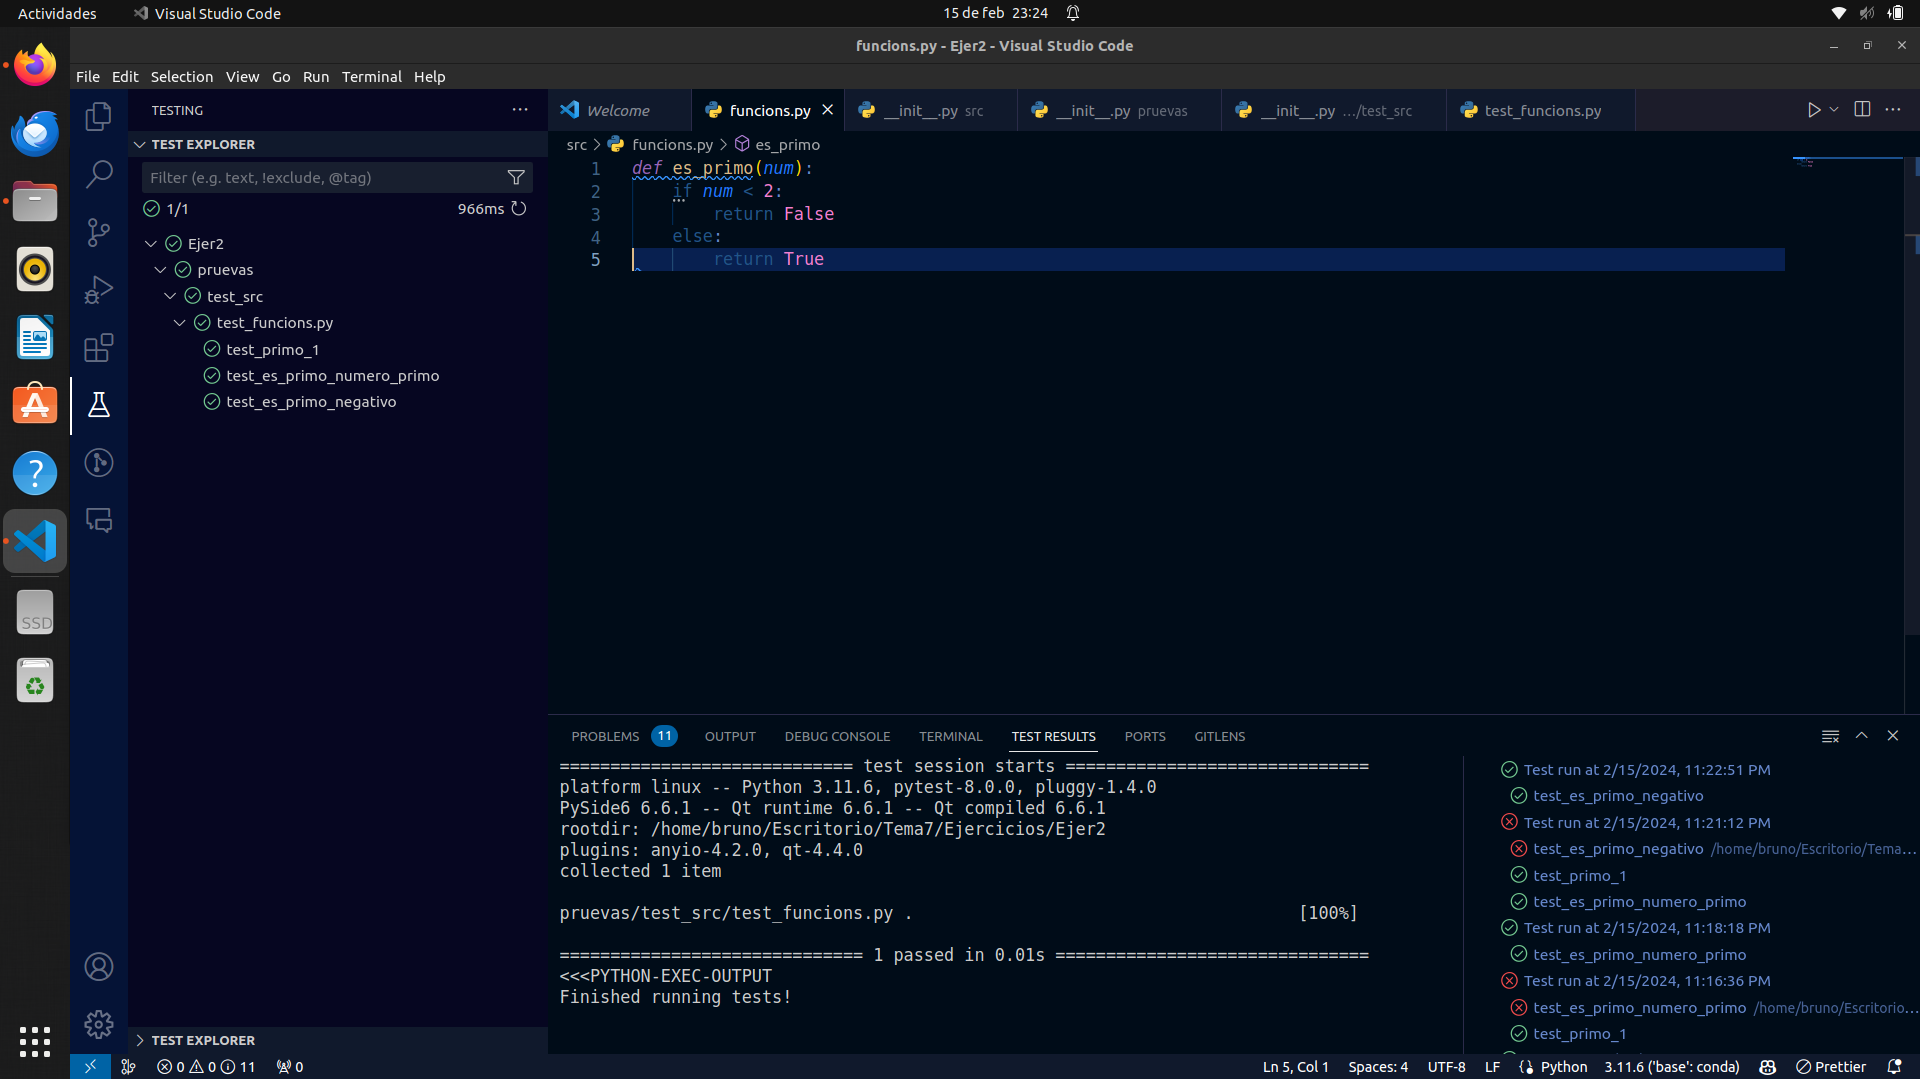 Actividades
Visual Studio Code
15 de feb 23:24
funcions.py - Ejer2 - Visual Studio Code
File Edit Selection View Go Run Terminal Help
TESTING
TEST EXPLORER
Filter (e.g. text, !exclude, @tag)
1/1
966ms
Ejer2
pruevas
test_src
test_funcions.py
test_primo_1
test_es_primo_numero_primo
test_es_primo_negativo
TEST EXPLORER
Welcome
funcions.py
__init__.py src
__init__.py pruevas
__init__.py .../test_src
test_funcions.py
src > funcions.py > es_primo
1 def es_primo(num):
2     if num < 2:
3         return False
4     else:
5         return True
PROBLEMS 11 OUTPUT DEBUG CONSOLE TERMINAL TEST RESULTS PORTS GITLENS
============================= test session starts ==============================
platform linux -- Python 3.11.6, pytest-8.0.0, pluggy-1.4.0
PySide6 6.6.1 -- Qt runtime 6.6.1 -- Qt compiled 6.6.1
rootdir: /home/bruno/Escritorio/Tema7/Ejercicios/Ejer2
plugins: anyio-4.2.0, qt-4.4.0
collected 1 item
pruevas/test_src/test_funcions.py . [100%]
============================== 1 passed in 0.01s ===============================
<<<PYTHON-EXEC-OUTPUT
Finished running tests!
Test run at 2/15/2024, 11:22:51 PM
test_es_primo_negativo
Test run at 2/15/2024, 11:21:12 PM
test_es_primo_negativo /home/bruno/Escritorio/Tema...
test_primo_1
test_es_primo_numero_primo
Test run at 2/15/2024, 11:18:18 PM
test_es_primo_numero_primo
Test run at 2/15/2024, 11:16:36 PM
test_es_primo_numero_primo /home/bruno/Escritorio...
test_primo_1
SSD
0 0 11 0
Ln 5, Col 1 Spaces: 4 UTF-8 LF Python 3.11.6 ('base': conda) Prettier